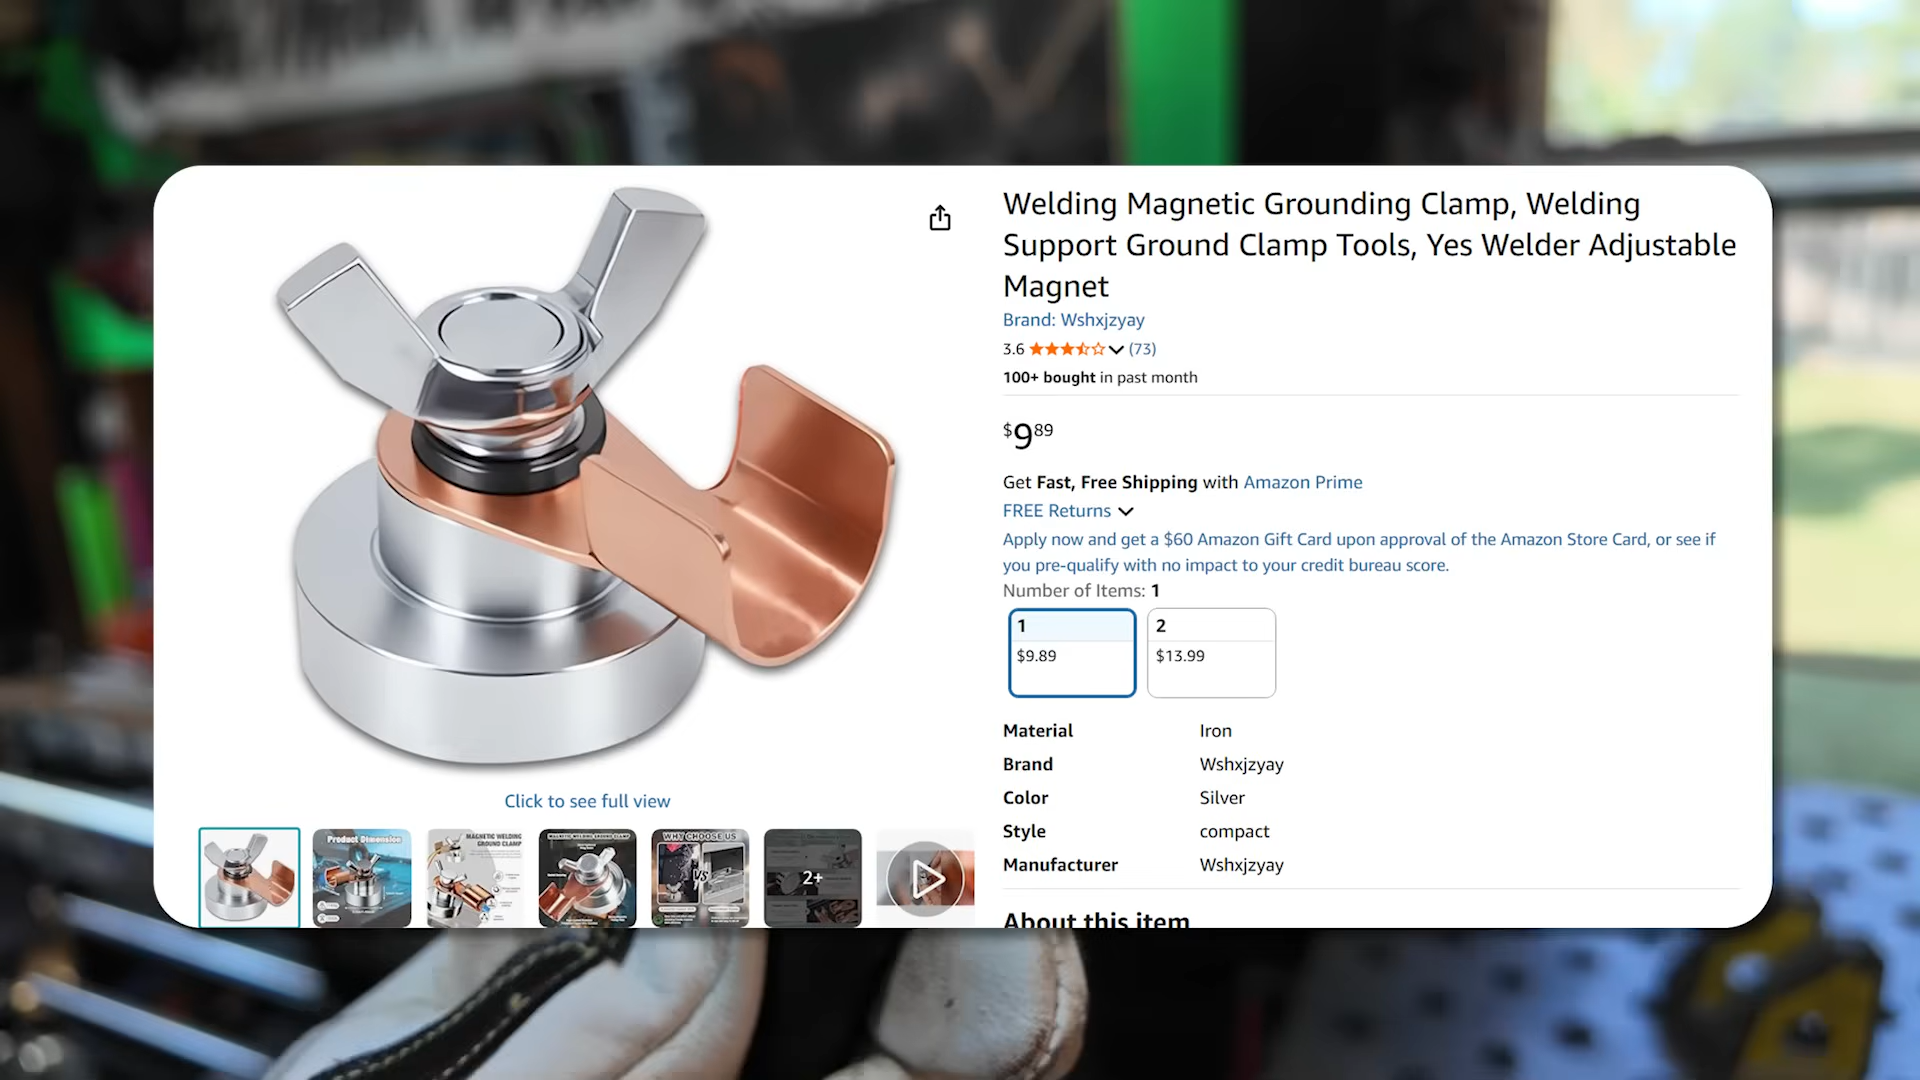 Welding Magnetic Grounding Clamp, Welding
Support Ground Clamp Tools, Yes Welder Adjustable
Magnet
Brand: Wshxjzyay
3.6 (73)
100+ bought in past month
$9.89
Get Fast, Free Shipping with Amazon Prime
FREE Returns
Apply now and get a $60 Amazon Gift Card upon approval of the Amazon Store Card, or see if
you pre-qualify with no impact to your credit bureau score.
Number of Items: 1
1 2
$9.89 $13.99
Material Iron
Brand Wshxjzyay
Color Silver
Style compact
Manufacturer Wshxjzyay
About this item
Click to see full view
Product Dimension
MAGNETIC WELDING
GROUND CLAMP
MAGNETIC WELDING GROUND CLAMP
WHY CHOOSE US
VS
2+